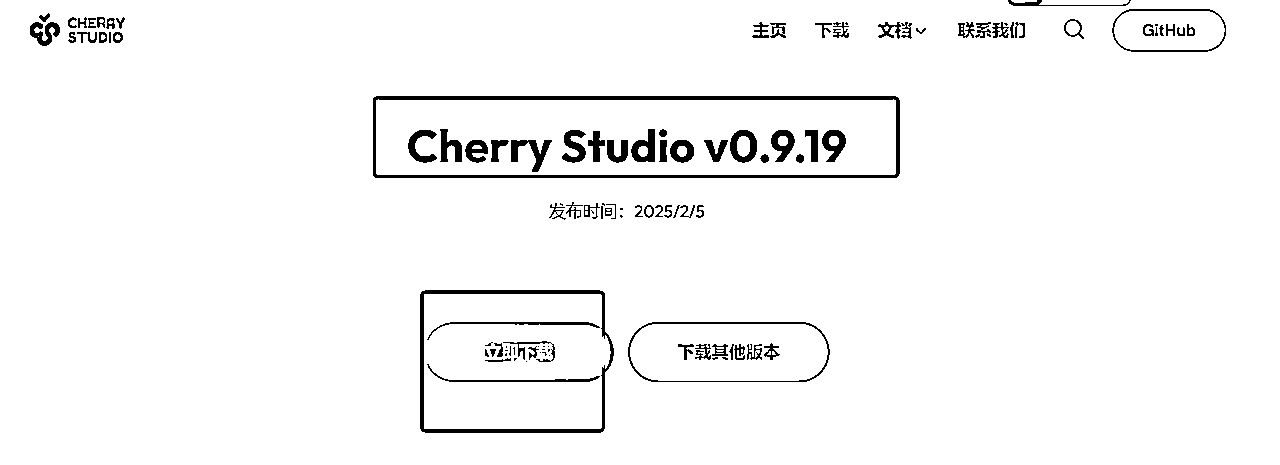 CHERRY
STUDIO
主页 下载 文档 联系我们 GitHub
Cherry Studio v0.9.19
发布时间：2025/2/5
立即下载 下载其他版本